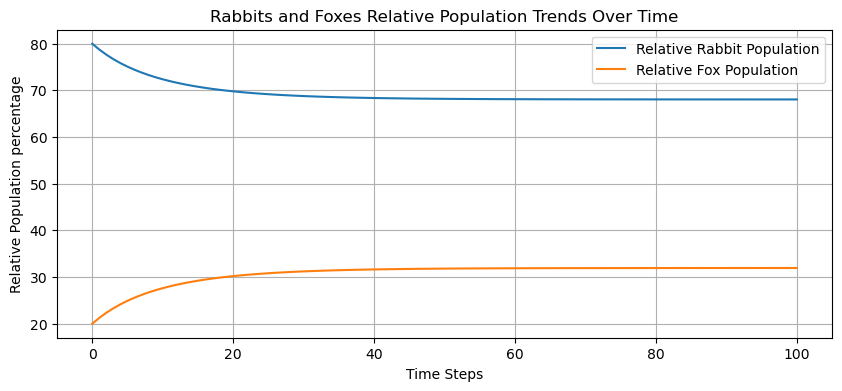 Rabbits and Foxes Relative Population Trends Over Time
Relative Population percentage
80
70
60
50
40
30
20
Relative Rabbit Population
Relative Fox Population
0 20 40 60 80 100
Time Steps